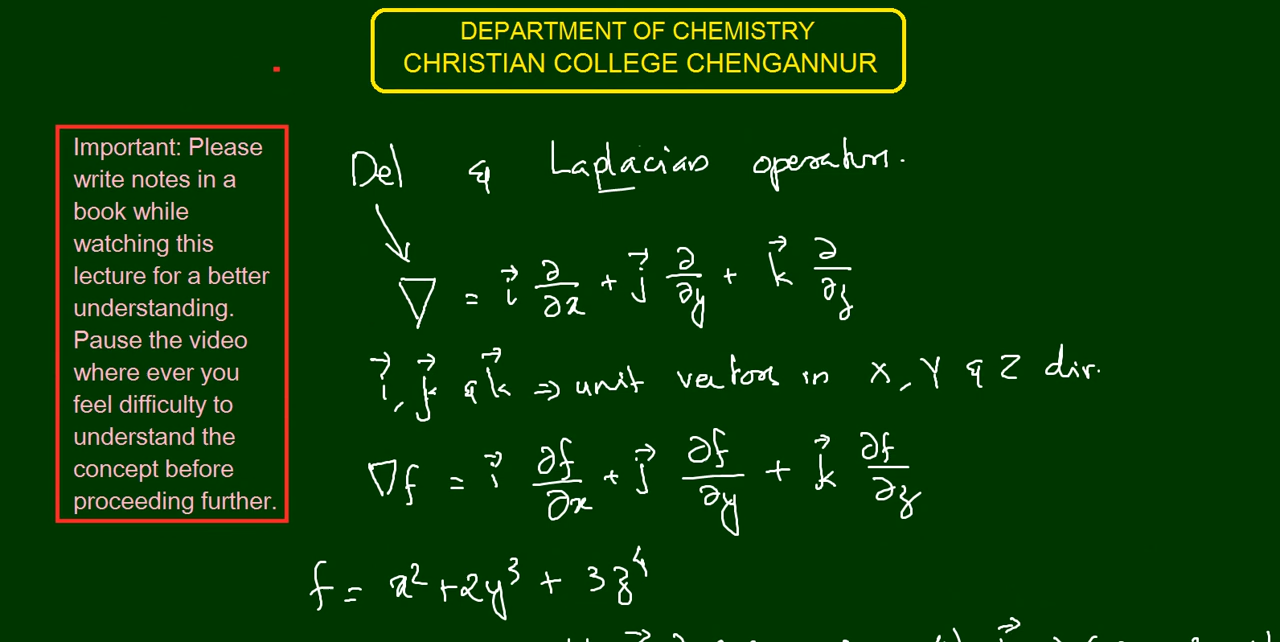 DEPARTMENT OF CHEMISTRY
CHRISTIAN COLLEGE CHENGANNUR
Important: Please
write notes in a
book while
watching this
lecture for a better
understanding.
Pause the video
where ever you
feel difficulty to
understand the
concept before
proceeding further.
Del & Laplacian operator.
∇ = i⃗ ∂/∂x + j⃗ ∂/∂y + k⃗ ∂/∂z
i⃗, j⃗ & k⃗ ⇒ unit vectors in X, Y & Z dir.
∇f = i⃗ ∂f/∂x + j⃗ ∂f/∂y + k⃗ ∂f/∂z
f = x² + 2y³ + 3z⁴